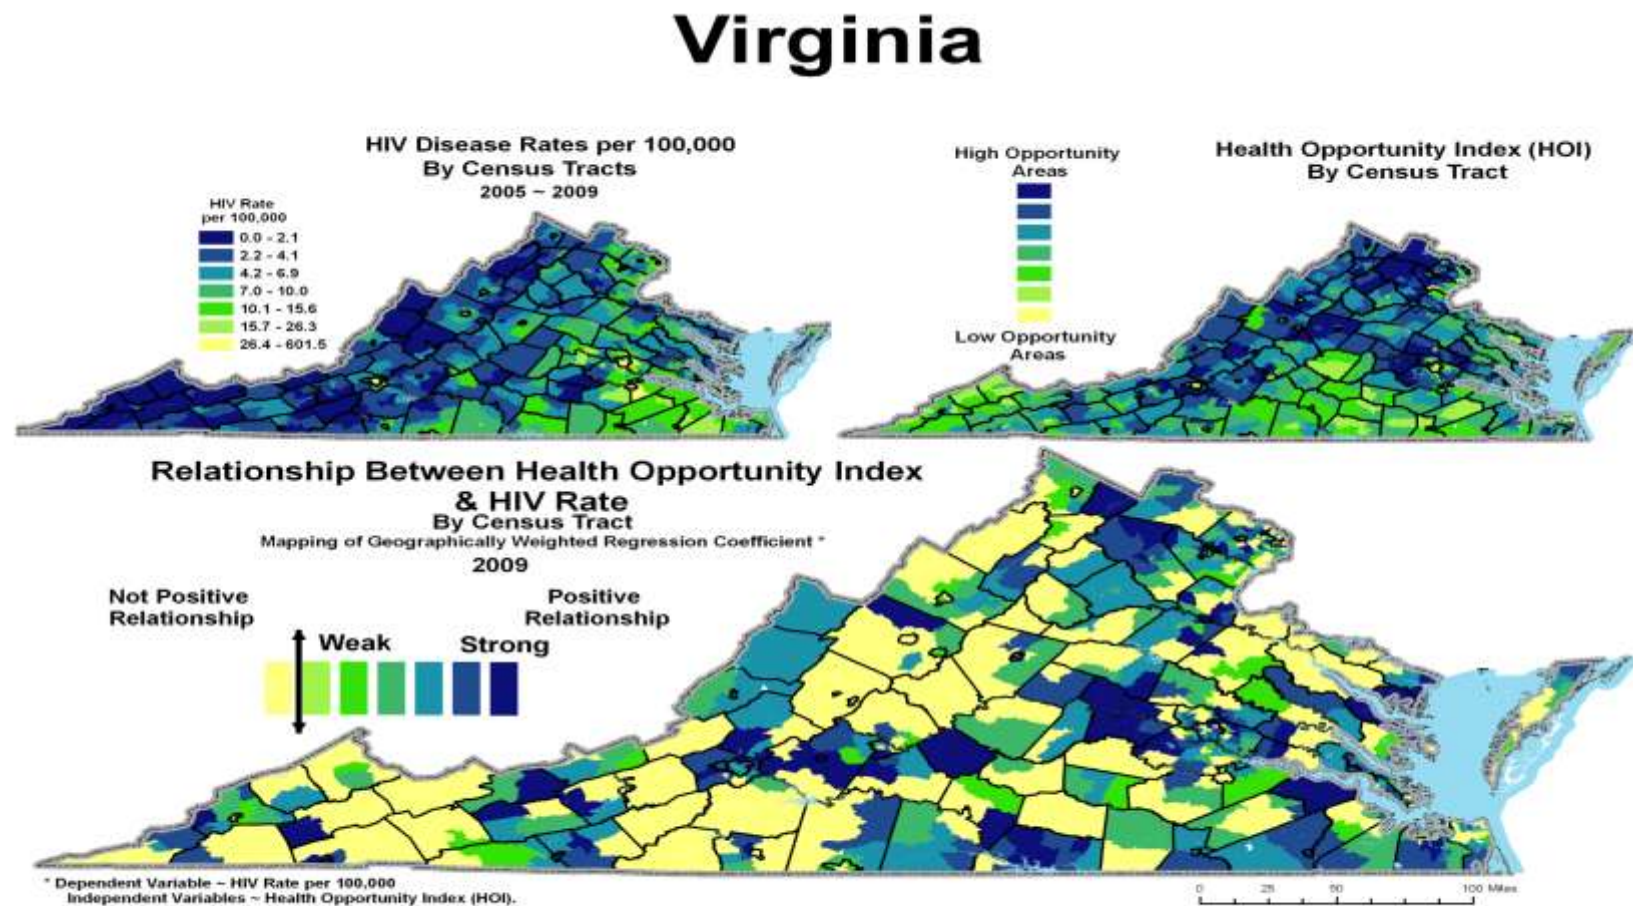 Virginia
HIV Disease Rates per 100,000
By Census Tracts
2005 ~ 2009
HIV Rate
per 100,000
0.0 - 2.1
2.2 - 4.1
4.2 - 6.9
7.0 - 10.0
10.1 - 15.6
15.7 - 26.3
26.4 - 601.5
High Opportunity
Areas
Low Opportunity
Areas
Health Opportunity Index (HOI)
By Census Tract
Relationship Between Health Opportunity Index
& HIV Rate
By Census Tract
Mapping of Geographically Weighted Regression Coefficient *
2009
Not Positive
Relationship
Positive
Relationship
Weak
Strong
* Dependent Variable ~ HIV Rate per 100,000
Independent Variables ~ Health Opportunity Index (HOI).
0 25 50 100 Miles